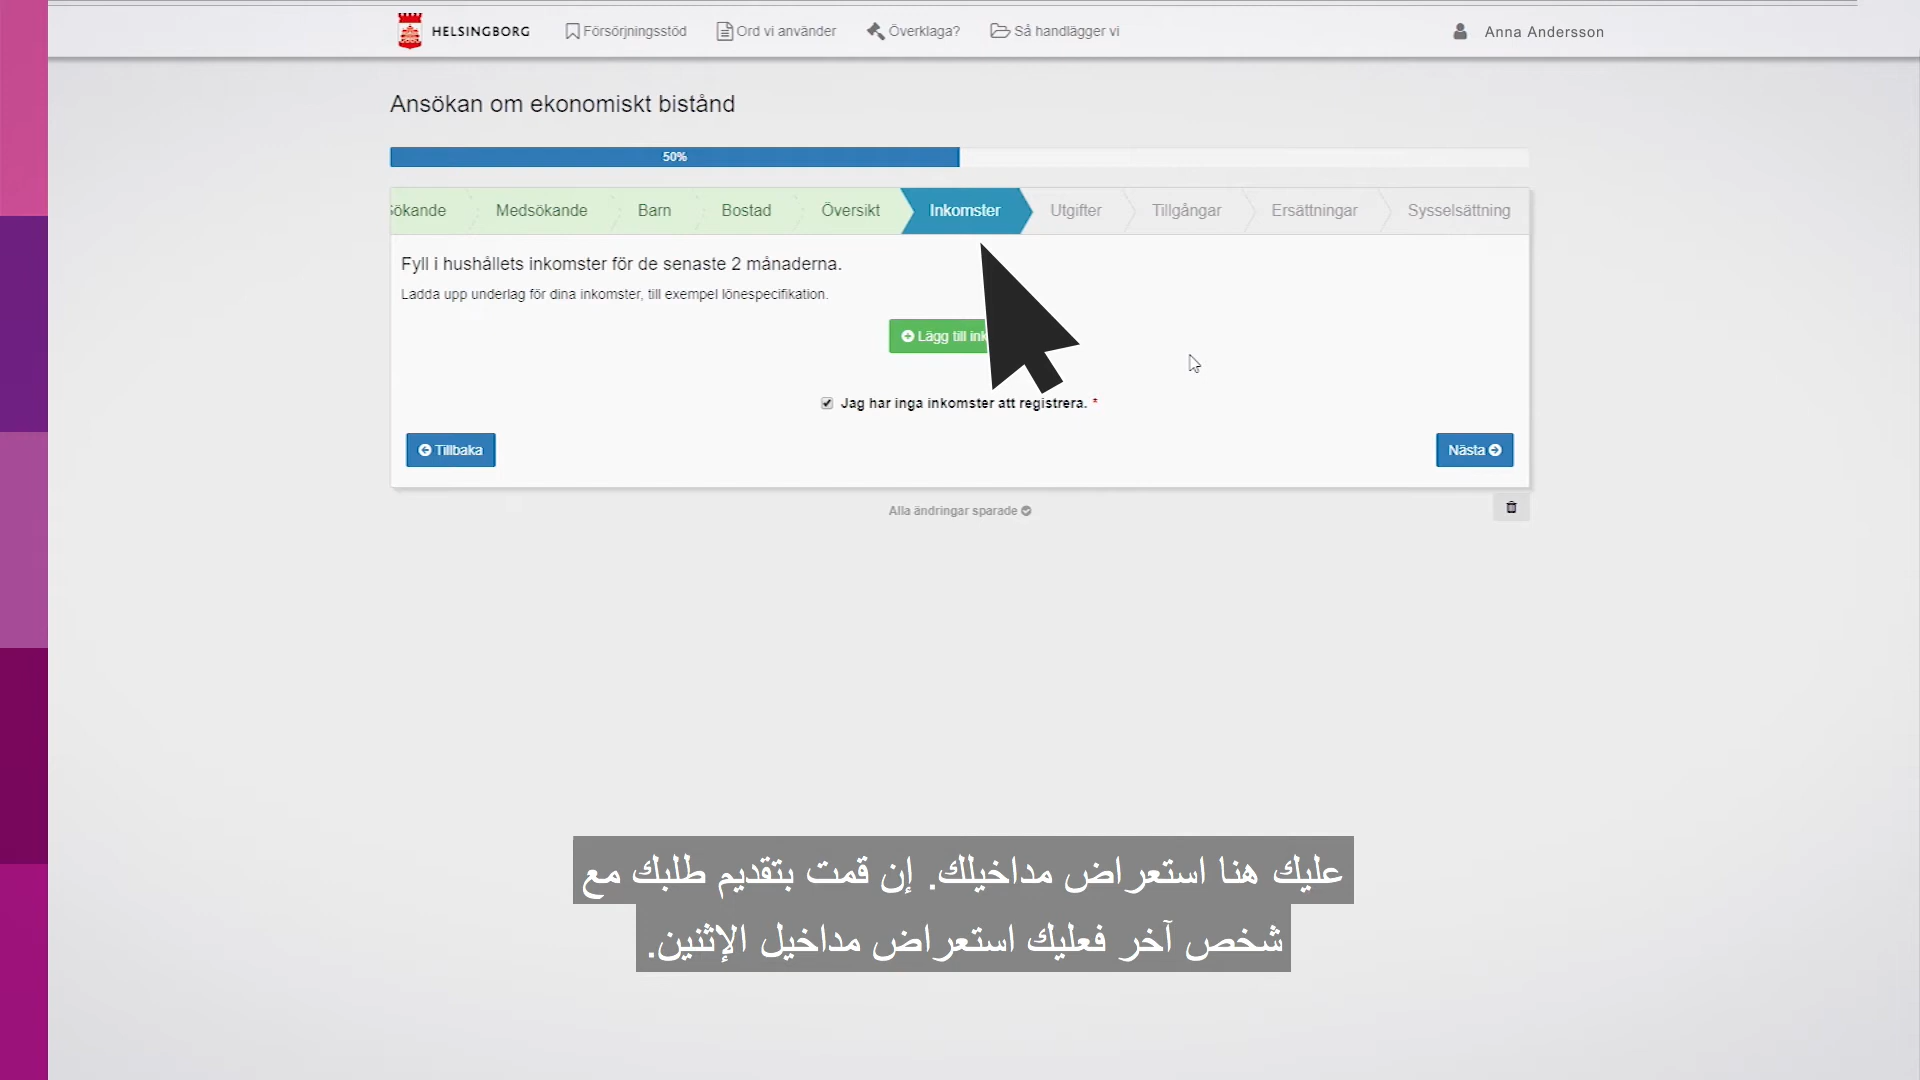 HELSINGBORG Försörjningsstöd Ord vi använder Överklaga? Så handlägger vi Anna Andersson
Ansökan om ekonomiskt bistånd
50%
Sökande Medsökande Barn Bostad Översikt Inkomster Utgifter Tillgångar Ersättningar Sysselsättning
Fyll i hushållets inkomster för de senaste 2 månaderna.
Ladda upp underlag för dina inkomster, till exempel lönespecifikation.
Lägg till ink
Jag har inga inkomster att registrera. *
Tillbaka Nästa
Alla ändringar sparade
عليك هنا استعراض مداخيلك. إن قمت بتقديم طلبك مع
شخص آخر فعليك استعراض مداخيل الإثنين.